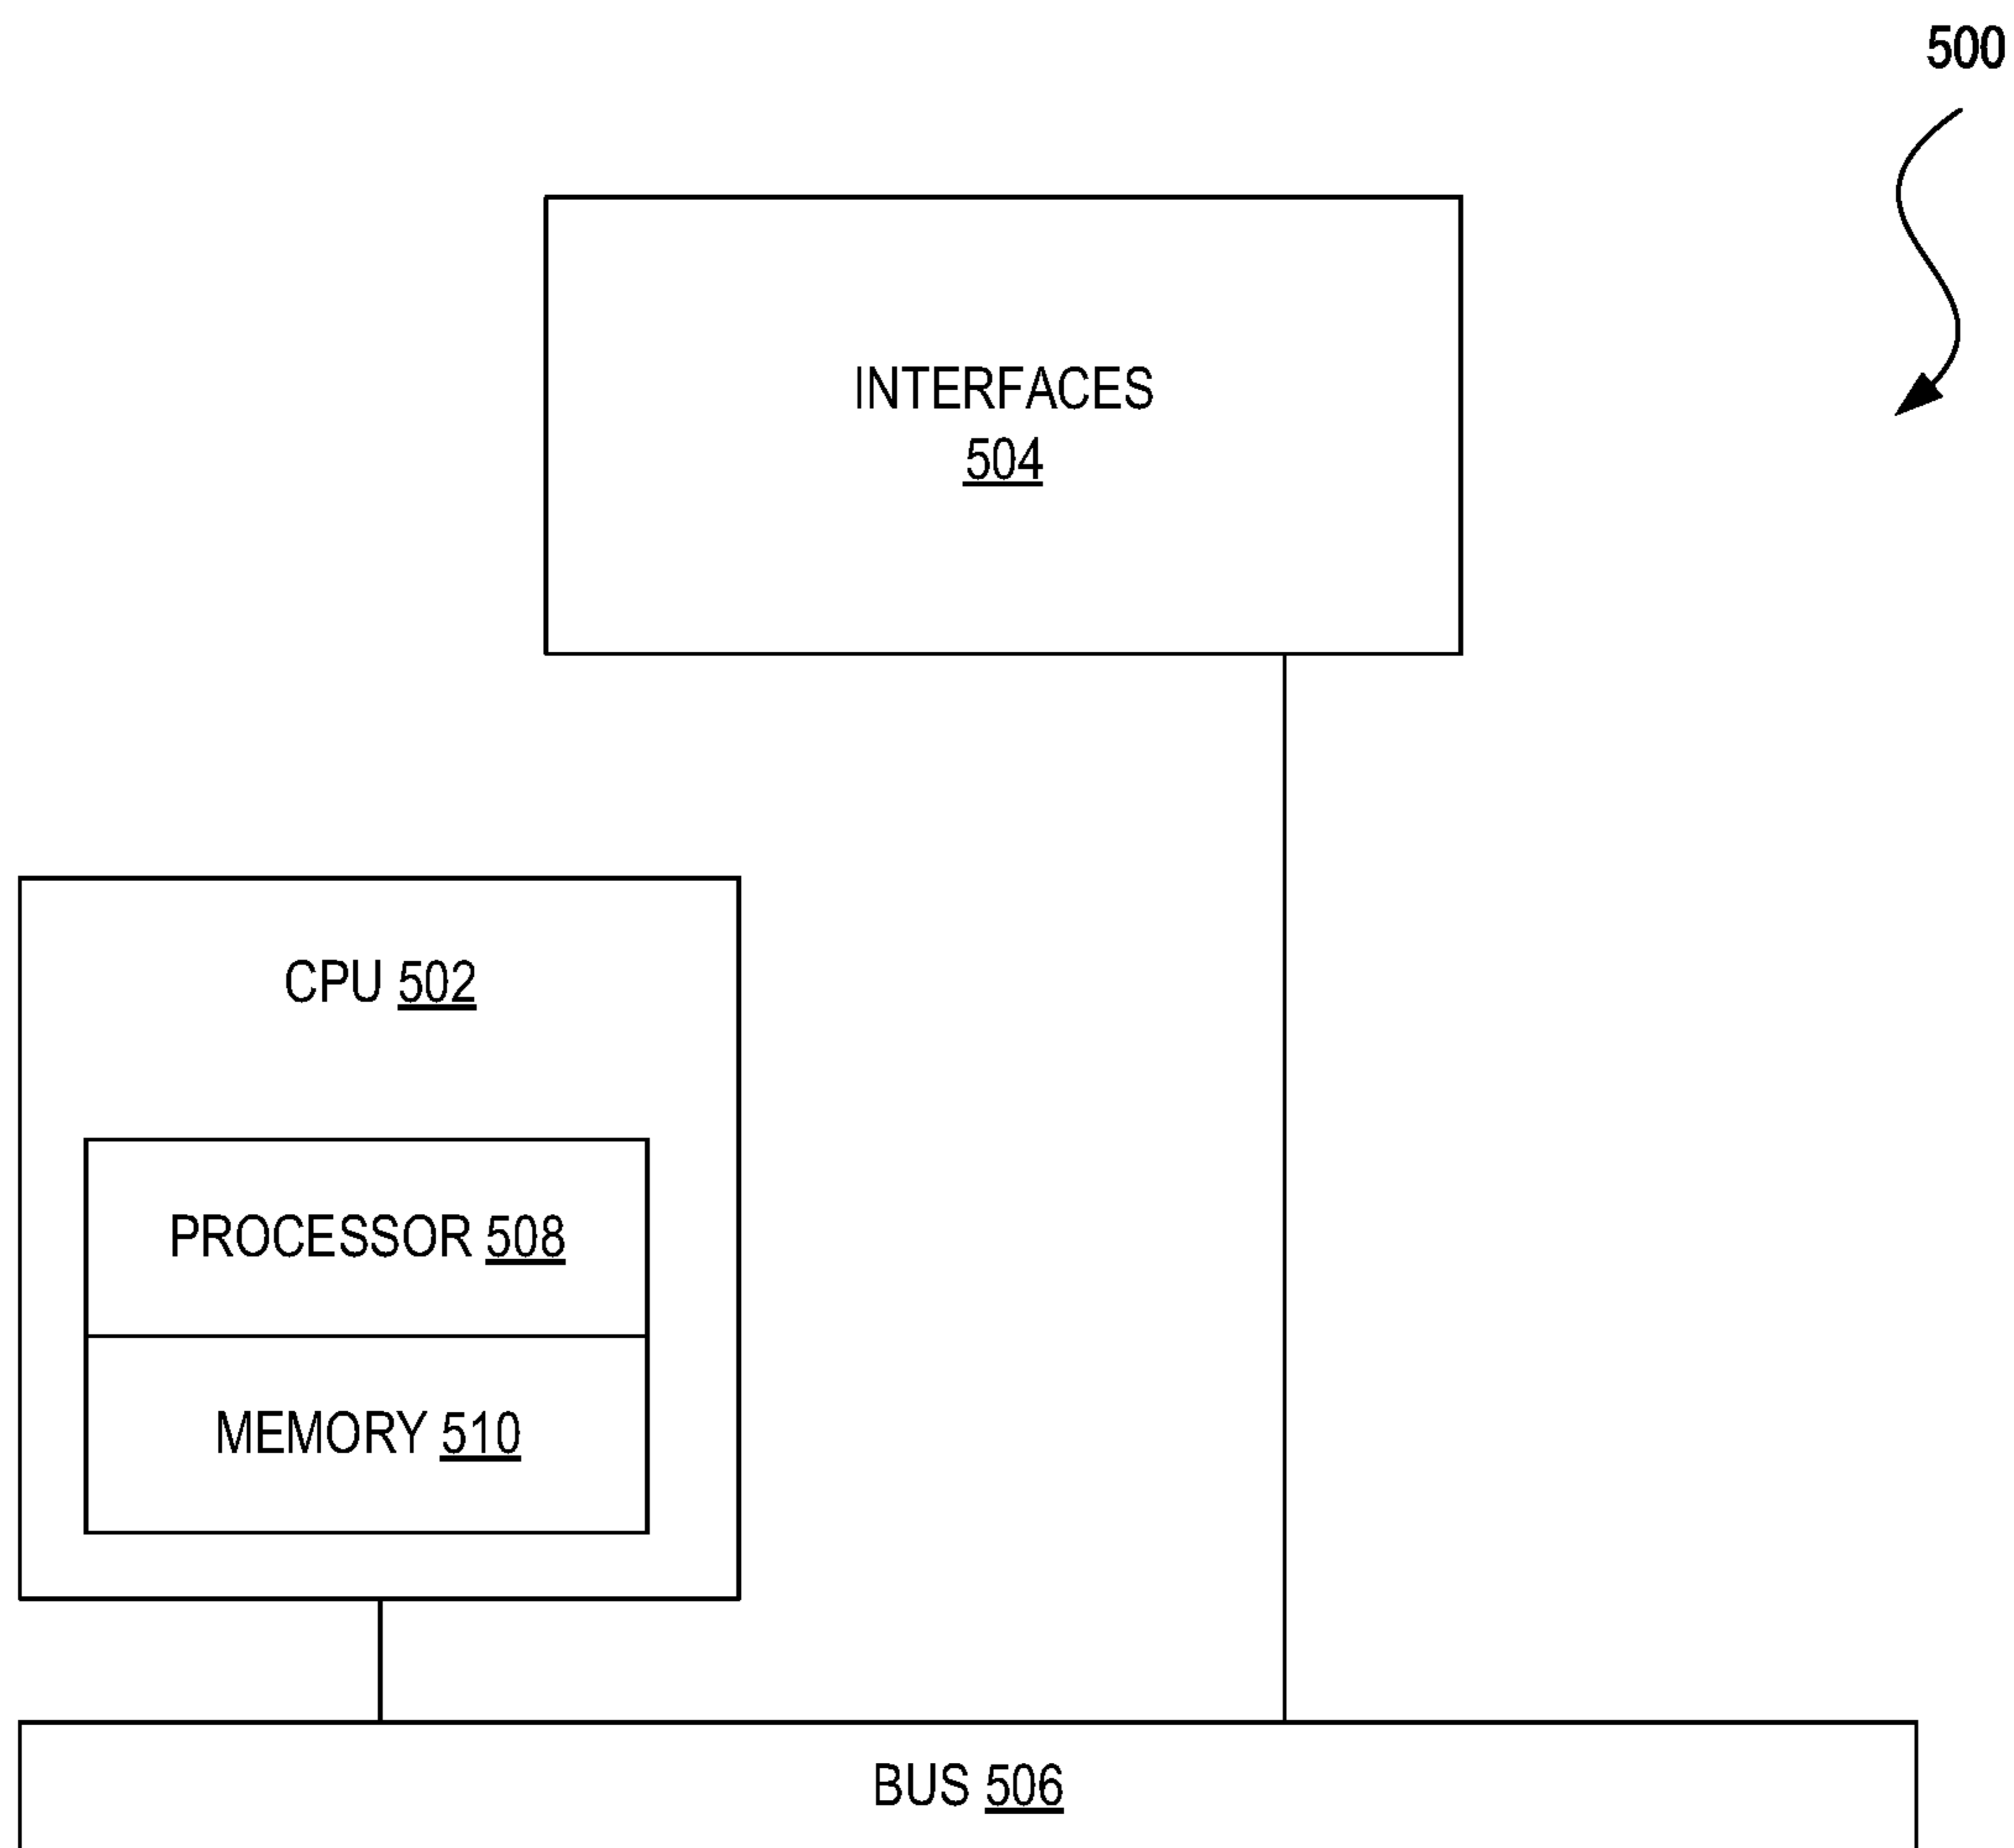 500
INTERFACES
504
CPU 502
PROCESSOR 508
MEMORY 510
BUS 506